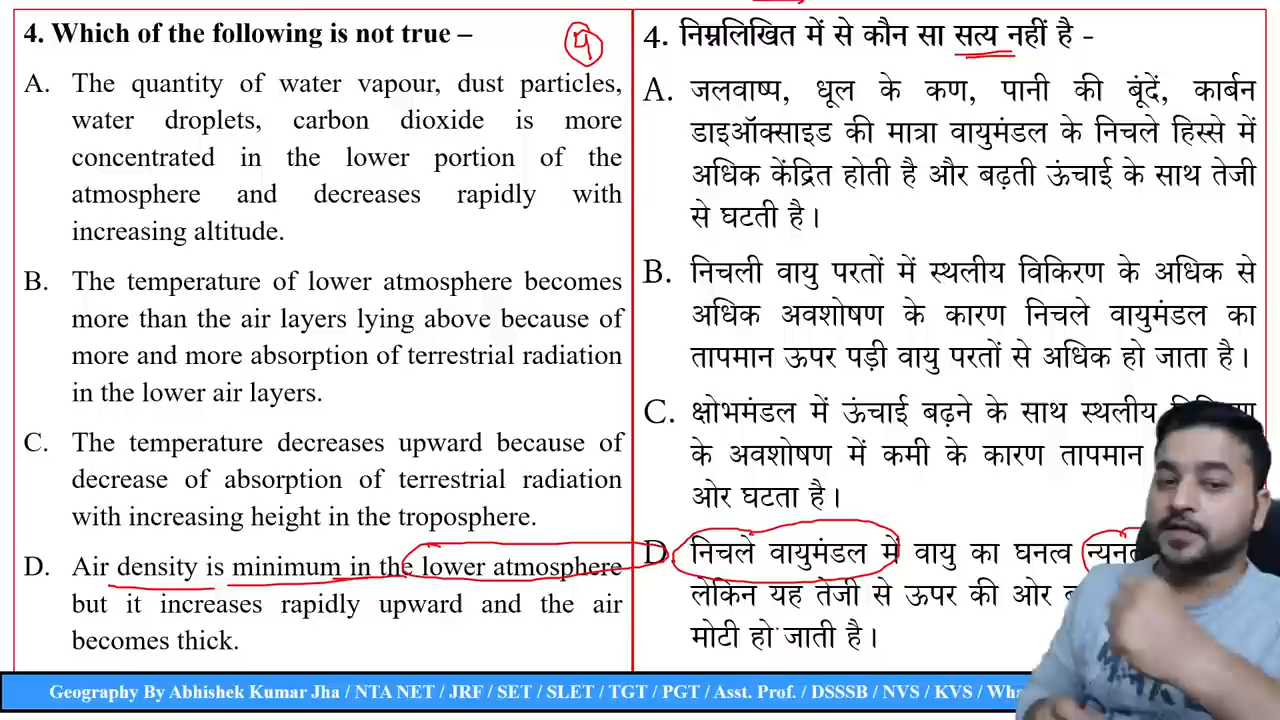 4. Which of the following is not true –
4
A. The quantity of water vapour, dust particles,
water droplets, carbon dioxide is more
concentrated in the lower portion of the
atmosphere and decreases rapidly with
increasing altitude.
B. The temperature of lower atmosphere becomes
more than the air layers lying above because of
more and more absorption of terrestrial radiation
in the lower air layers.
C. The temperature decreases upward because of
decrease of absorption of terrestrial radiation
with increasing height in the troposphere.
D. Air density is minimum in the lower atmosphere
but it increases rapidly upward and the air
becomes thick.
4. निम्नलिखित में से कौन सा सत्य नहीं है -
A. जलवाष्प, धूल के कण, पानी की बूंदें, कार्बन
डाइऑक्साइड की मात्रा वायुमंडल के निचले हिस्से में
अधिक केंद्रित होती है और बढ़ती ऊंचाई के साथ तेजी
से घटती है।
B. निचली वायु परतों में स्थलीय विकिरण के अधिक से
अधिक अवशोषण के कारण निचले वायुमंडल का
तापमान ऊपर पड़ी वायु परतों से अधिक हो जाता है।
C. क्षोभमंडल में ऊंचाई बढ़ने के साथ स्थलीय
के अवशोषण में कमी के कारण तापमान
ओर घटता है।
D. निचले वायुमंडल में वायु का घनत्व
लेकिन यह तेजी से ऊपर की ओर
मोटी हो जाती है।
Geography By Abhishek Kumar Jha / NTA NET / JRF / SET / SLET / TGT / PGT / Asst. Prof. / DSSSB / NVS / KVS /